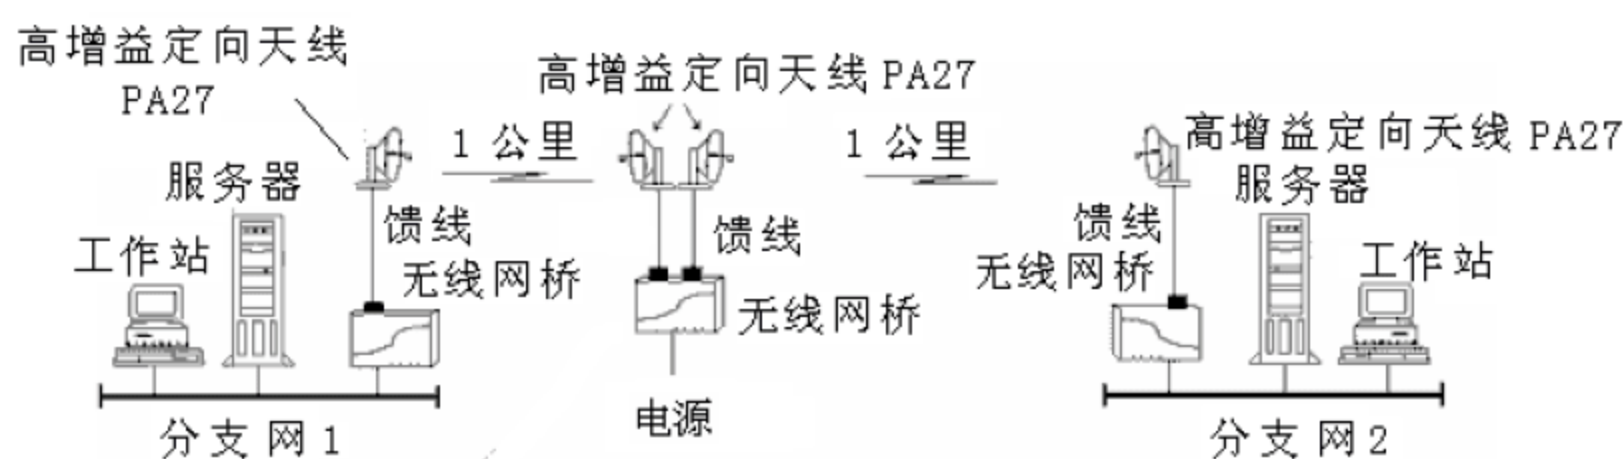 高增益定向天线
PA27
高增益定向天线 PA27
高增益定向天线 PA27
1 公里
1 公里
服务器
服务器
馈线
馈线
馈线
工作站
无线网桥
无线网桥
无线网桥
工作站
电源
分支网1
分支网2